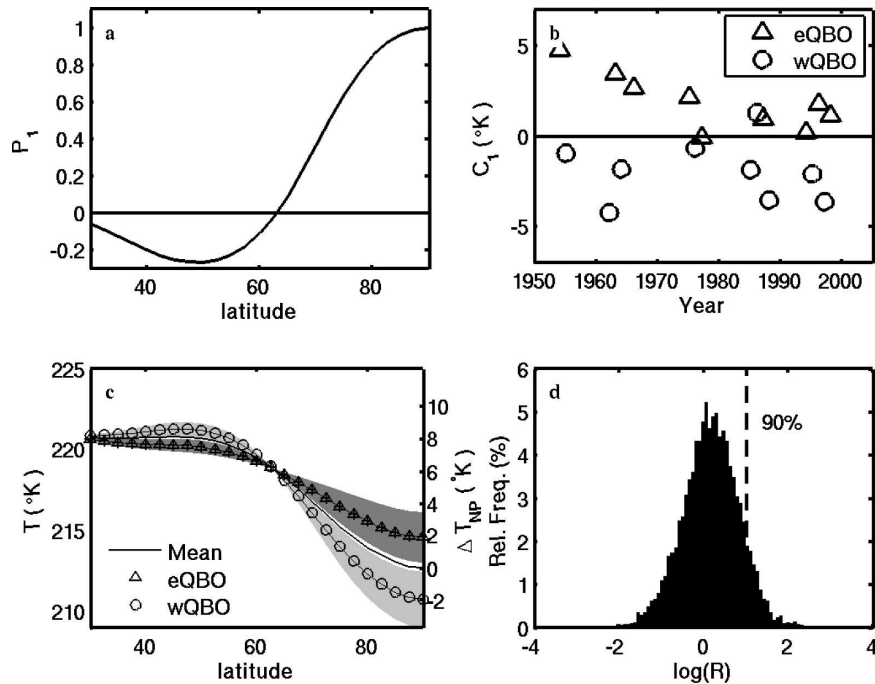 a
1
0.8
0.6
0.4
0.2
0
-0.2
P1
40 60 80
latitude
b
eQBO
wQBO
5
0
-5
C1 (°K)
1950 1960 1970 1980 1990 2000
Year
c
225
220
215
210
T (°K)
Mean
eQBO
wQBO
10
8
6
4
2
0
-2
Δ TNP (°K)
40 60 80
latitude
d
6
5
4
3
2
1
0
Rel. Freq. (%)
90%
-4 -2 0 2 4
log(R)